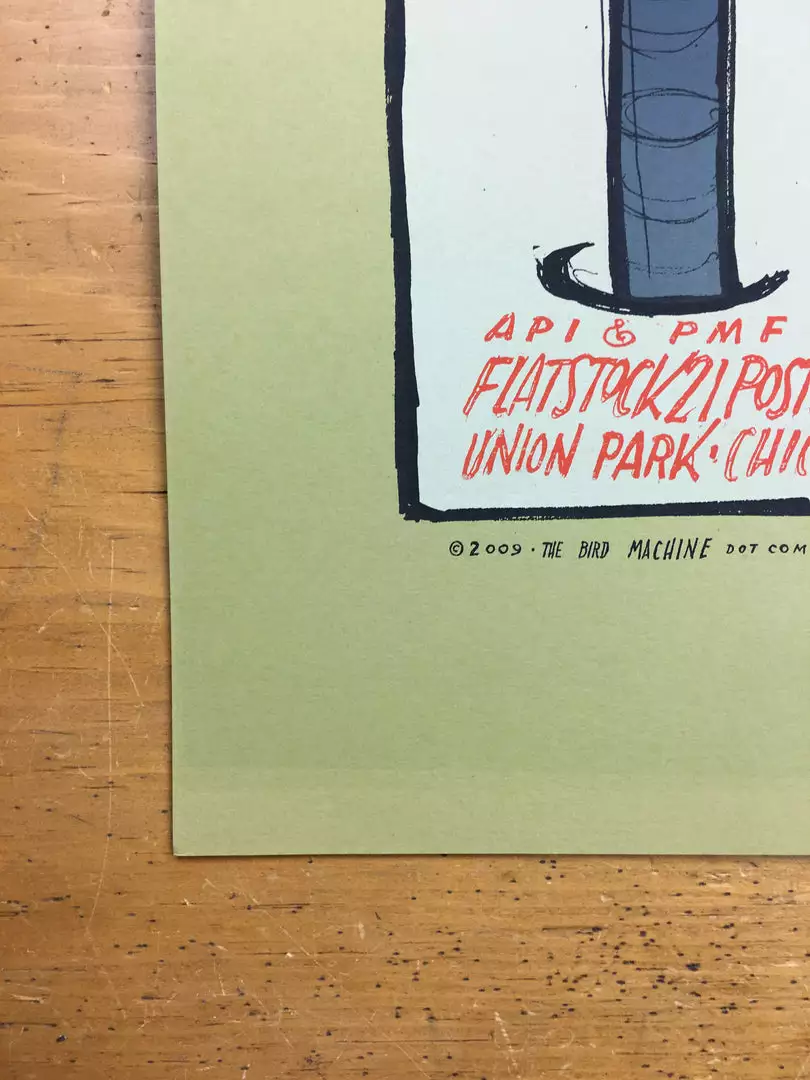 API & PMF
FLATSTOCK 21 POST
UNION PARK · CHIC
©2009 · THE BIRD MACHINE DOT COM